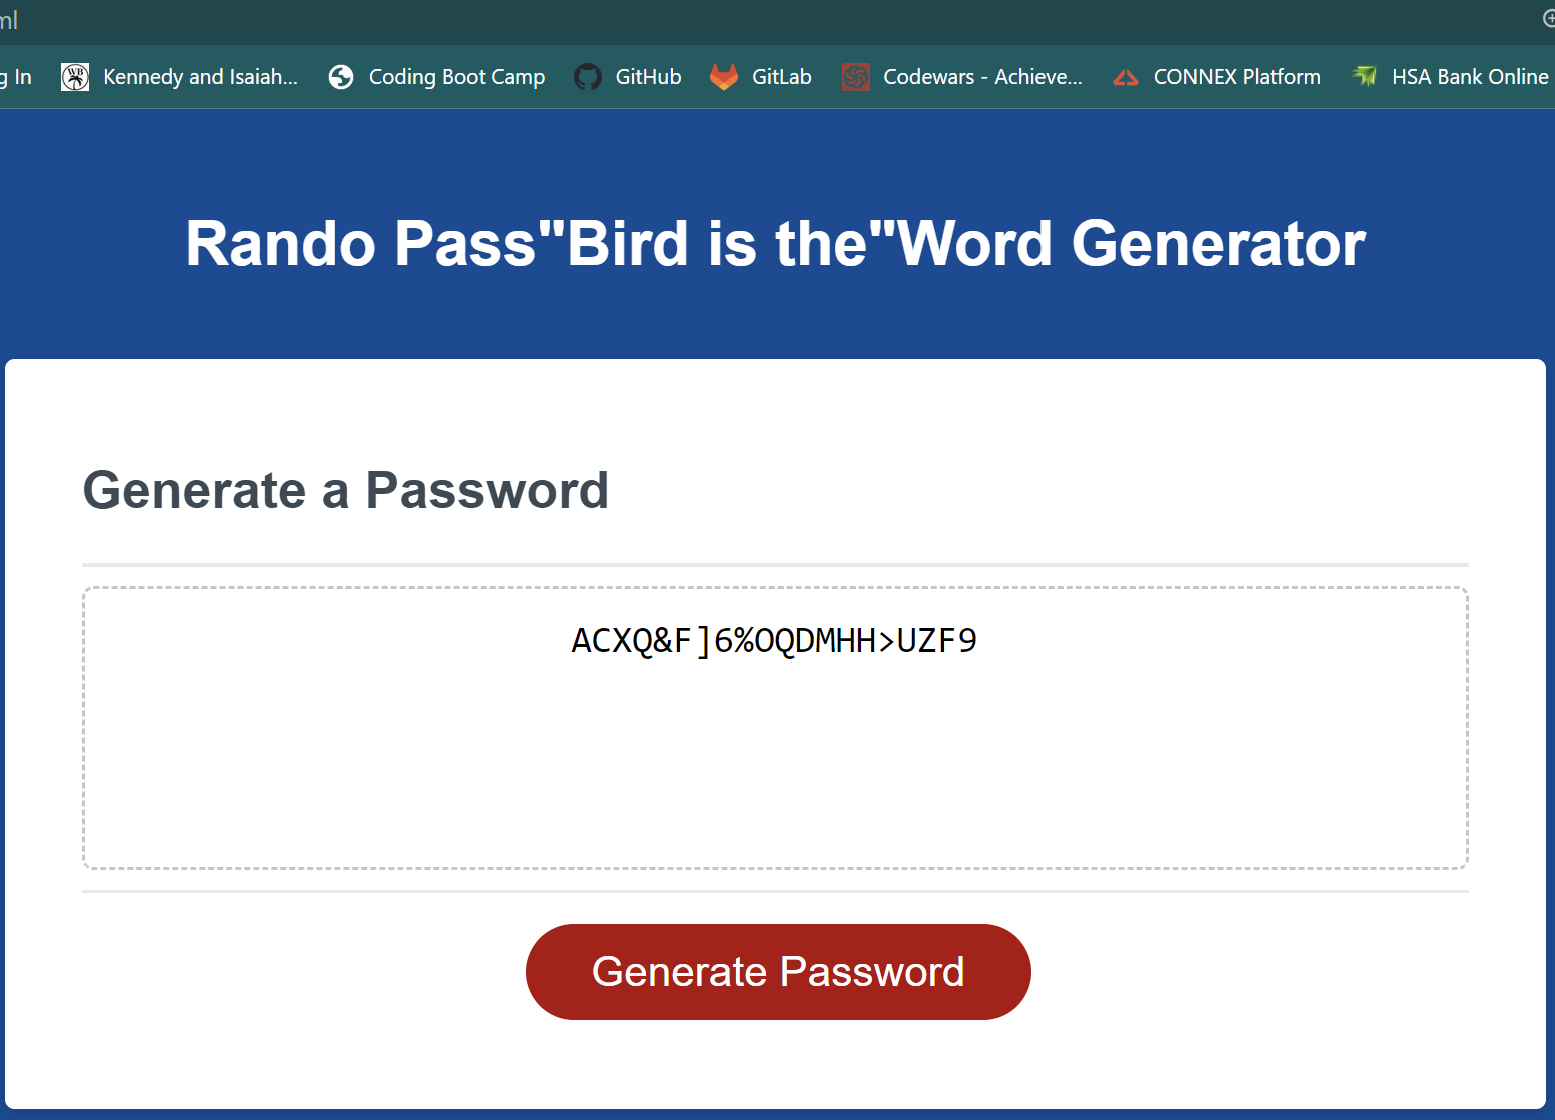 ml
g In Kennedy and Isaiah... Coding Boot Camp GitHub GitLab Codewars - Achieve... CONNEX Platform HSA Bank Online
Rando Pass"Bird is the"Word Generator
Generate a Password
ACXQ&F]6%OQDMHH>UZF9
Generate Password